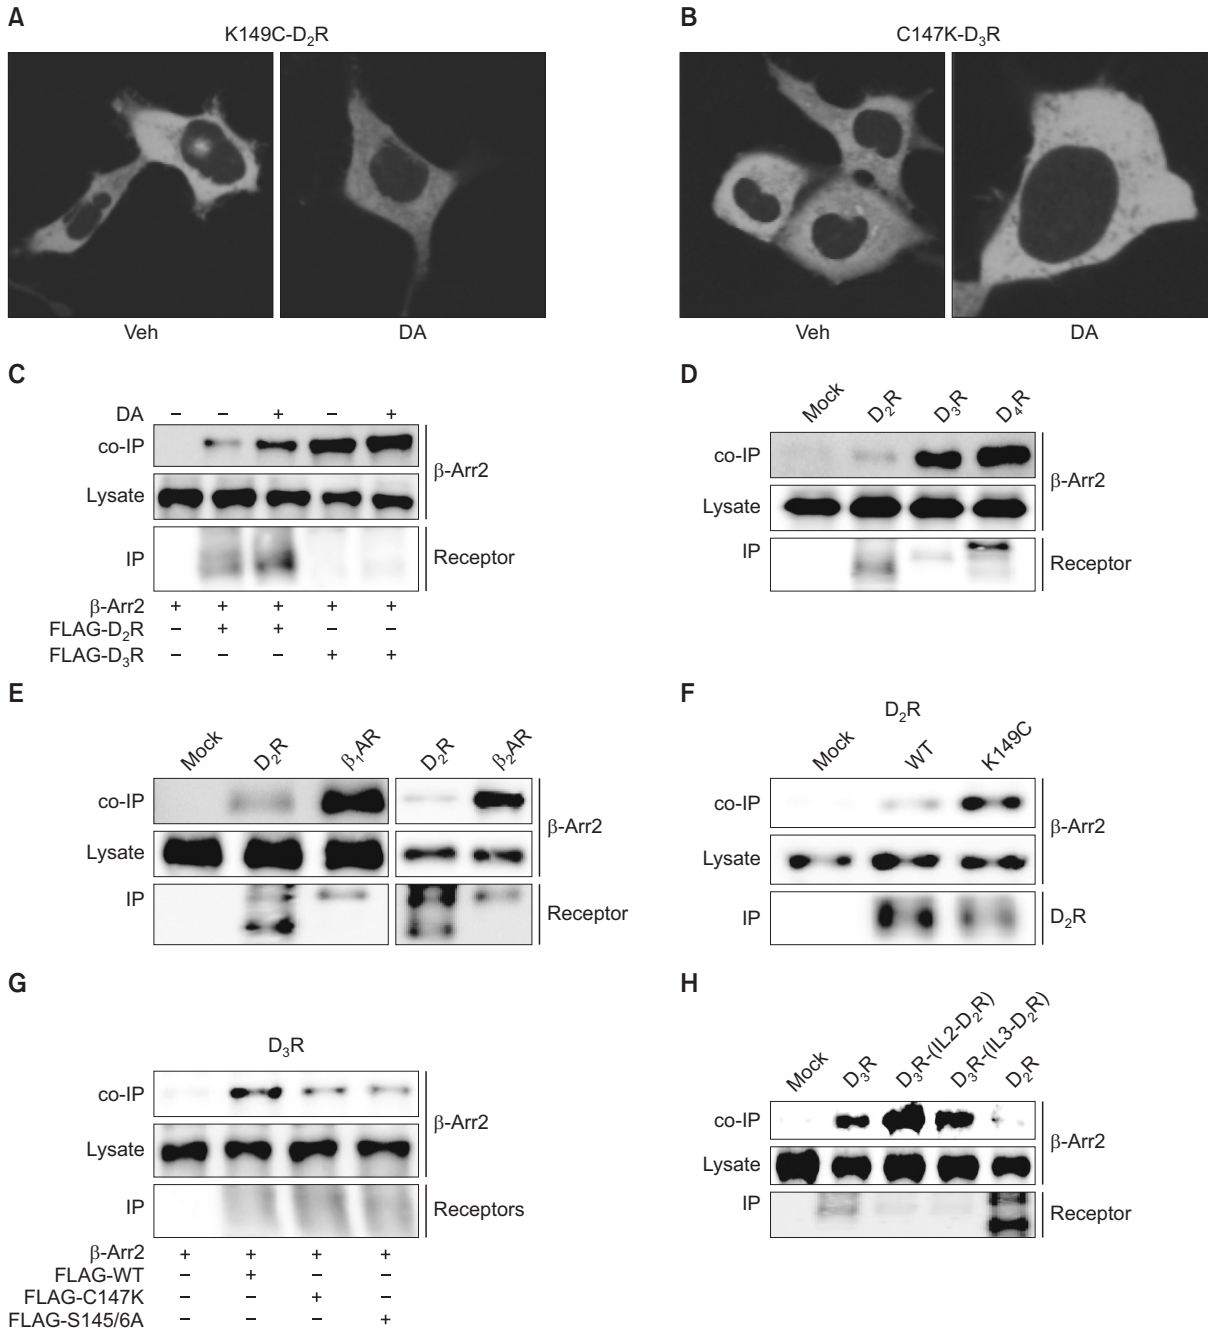 A
K149C-D₂R
Veh
DA
B
C147K-D₃R
Veh
DA
C
DA – – + – +
co-IP
Lysate
β-Arr2
IP
Receptor
β-Arr2 + + + + +
FLAG-D₂R – + + – –
FLAG-D₃R – – – + +
D
Mock D₂R D₃R D₄R
co-IP
Lysate
β-Arr2
IP
Receptor
E
Mock D₂R β₁AR D₂R β₂AR
co-IP
Lysate
β-Arr2
IP
Receptor
F
D₂R
Mock WT K149C
co-IP
Lysate
β-Arr2
IP
D₂R
G
D₃R
co-IP
Lysate
β-Arr2
IP
Receptors
β-Arr2 + + + +
FLAG-WT – + – –
FLAG-C147K – – + –
FLAG-S145/6A – – – +
H
Mock D₃R D₃R-(IL2-D₂R) D₃R-(IL3-D₂R) D₂R
co-IP
Lysate
β-Arr2
IP
Receptor